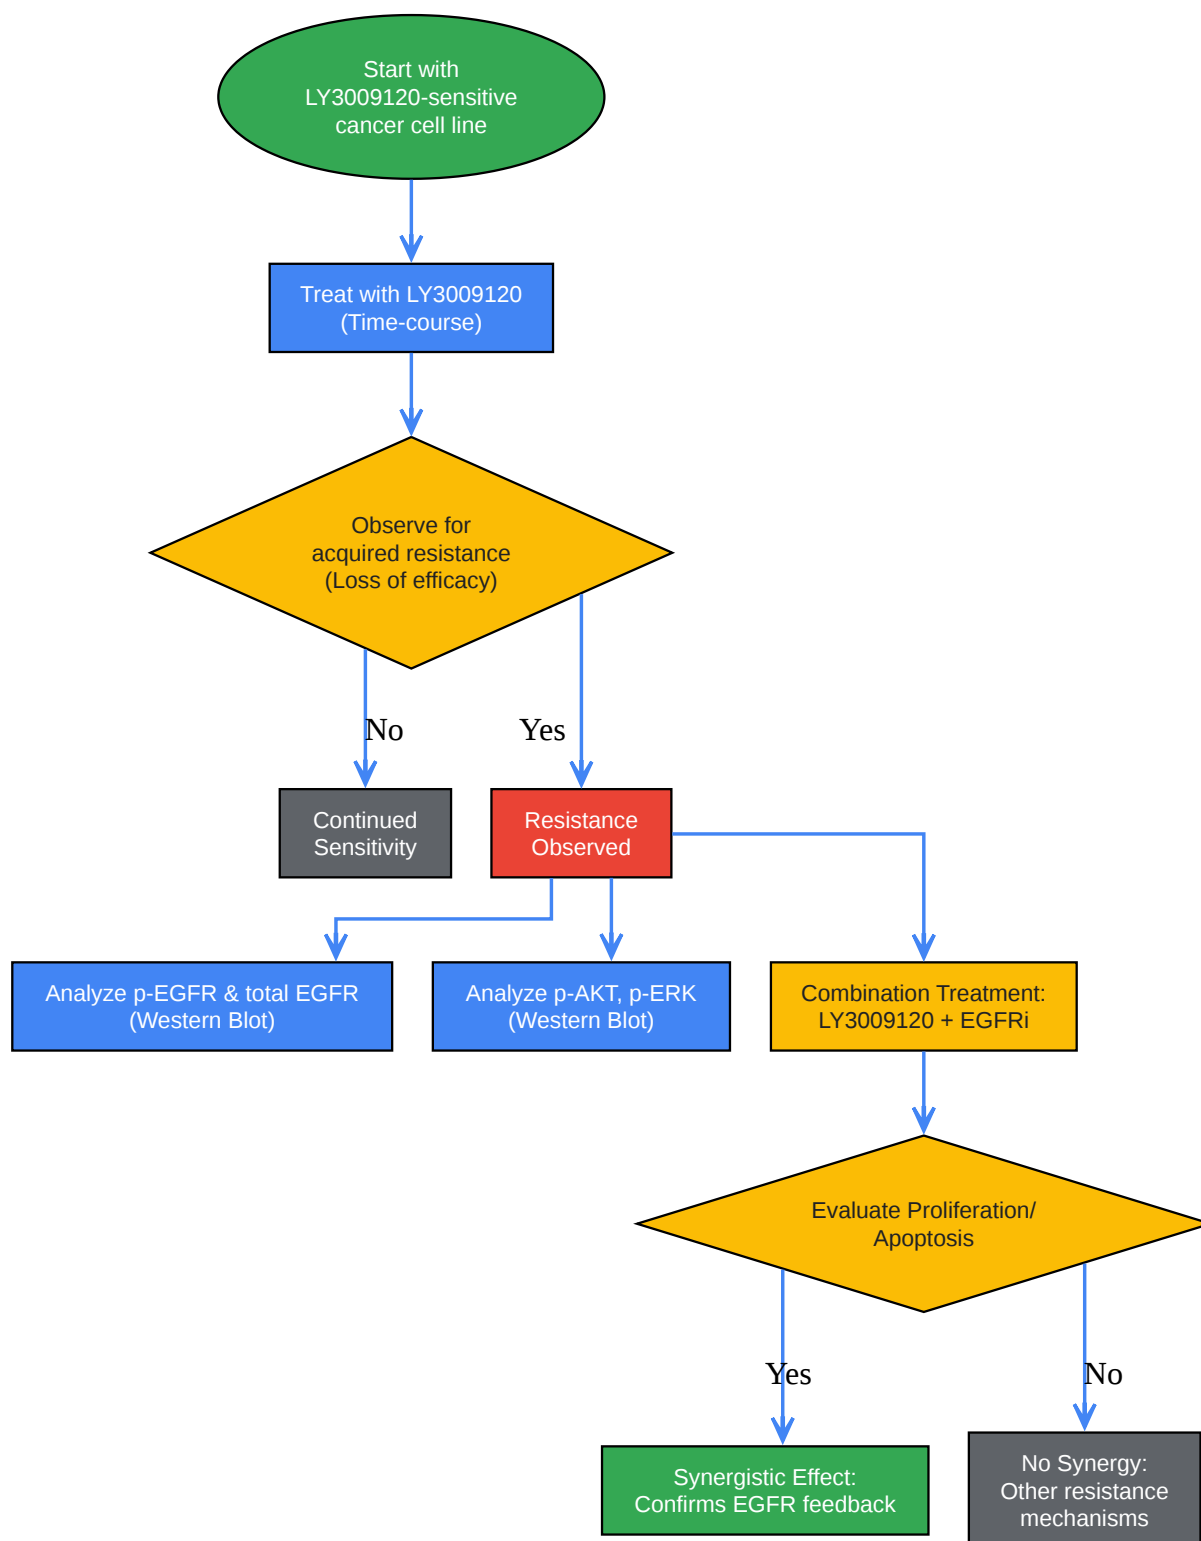 Start with
LY3009120-sensitive
cancer cell line
Treat with LY3009120
(Time-course)
Observe for
acquired resistance
(Loss of efficacy)
No
Yes
Continued
Sensitivity
Resistance
Observed
Analyze p-EGFR & total EGFR
(Western Blot)
Analyze p-AKT, p-ERK
(Western Blot)
Combination Treatment:
LY3009120 + EGFRi
Evaluate Proliferation/
Apoptosis
Yes
No
Synergistic Effect:
Confirms EGFR feedback
No Synergy:
Other resistance
mechanisms